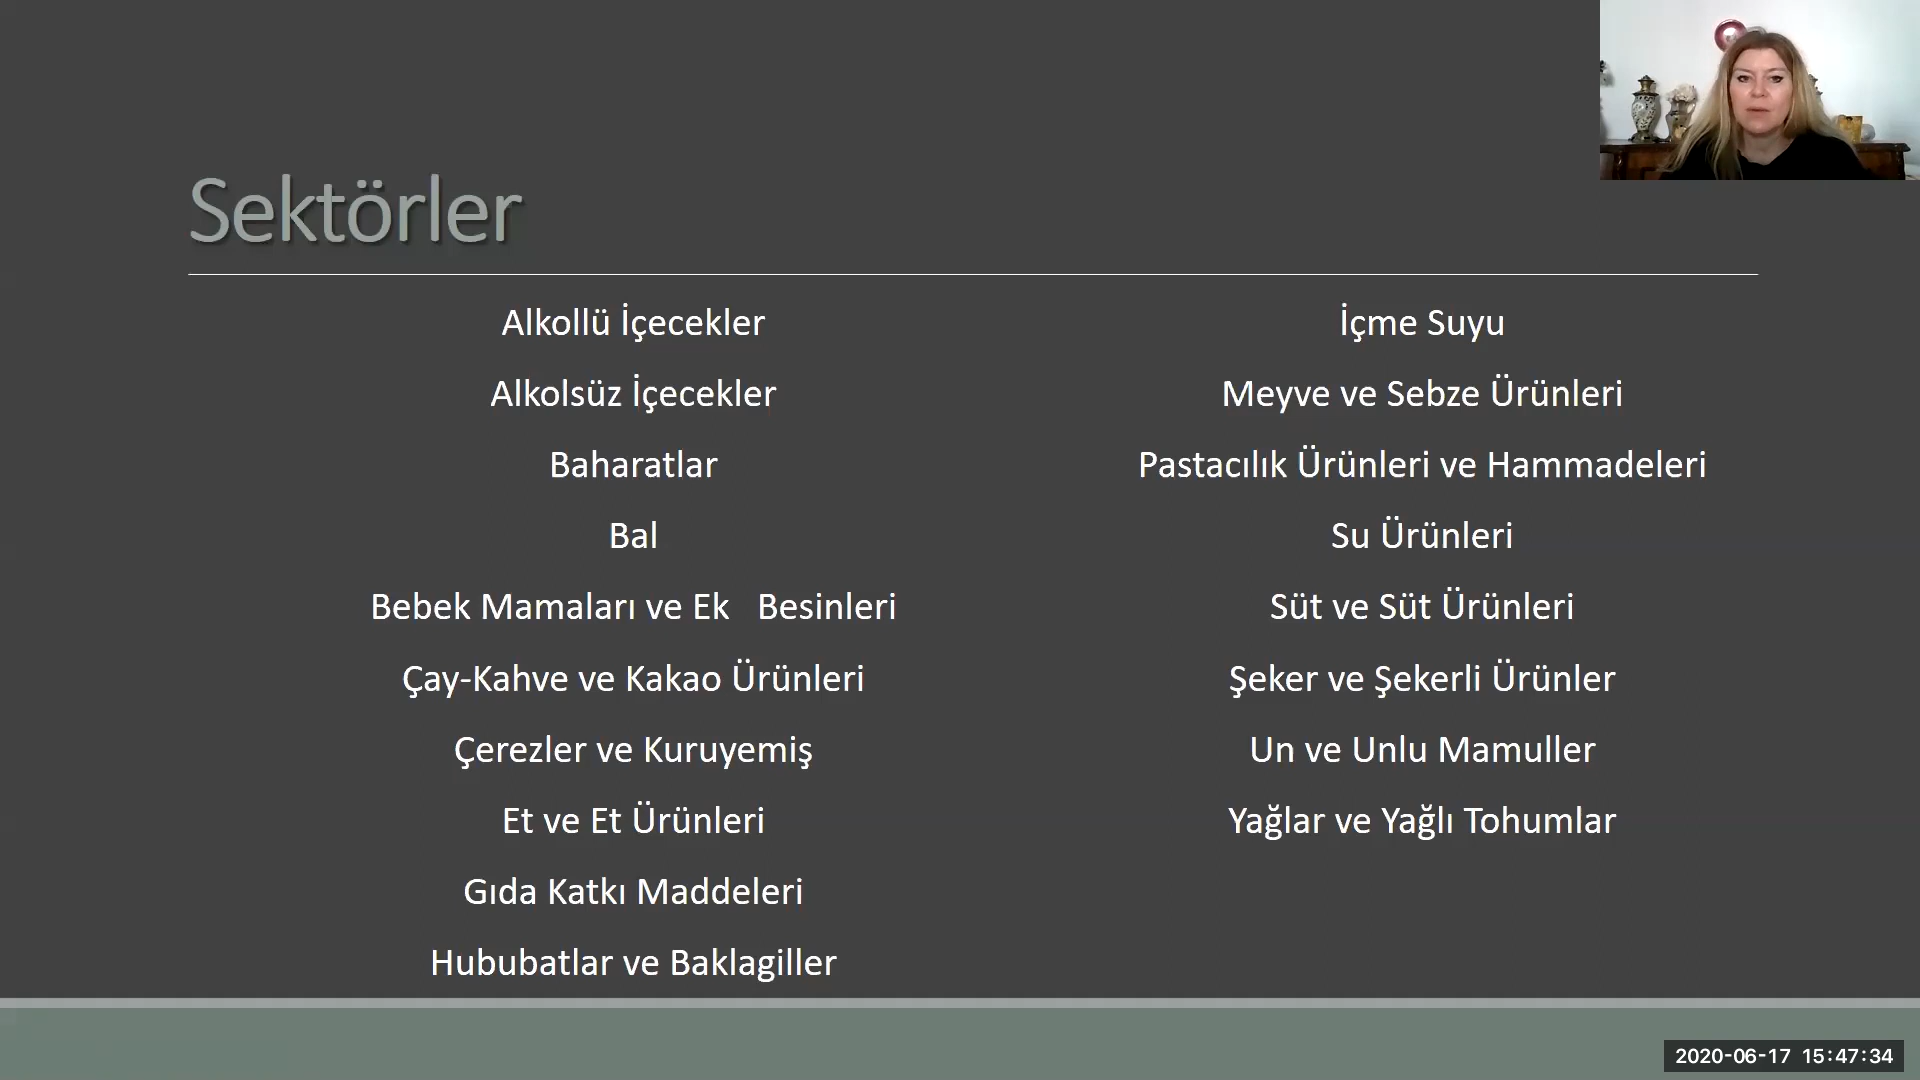 Sektörler
Alkollü İçecekler
Alkolsüz İçecekler
Baharatlar
Bal
Bebek Mamaları ve Ek   Besinleri
Çay-Kahve ve Kakao Ürünleri
Çerezler ve Kuruyemiş
Et ve Et Ürünleri
Gıda Katkı Maddeleri
Hububatlar ve Baklagiller
İçme Suyu
Meyve ve Sebze Ürünleri
Pastacılık Ürünleri ve Hammadeleri
Su Ürünleri
Süt ve Süt Ürünleri
Şeker ve Şekerli Ürünler
Un ve Unlu Mamuller
Yağlar ve Yağlı Tohumlar
2020-06-17 15:47:34